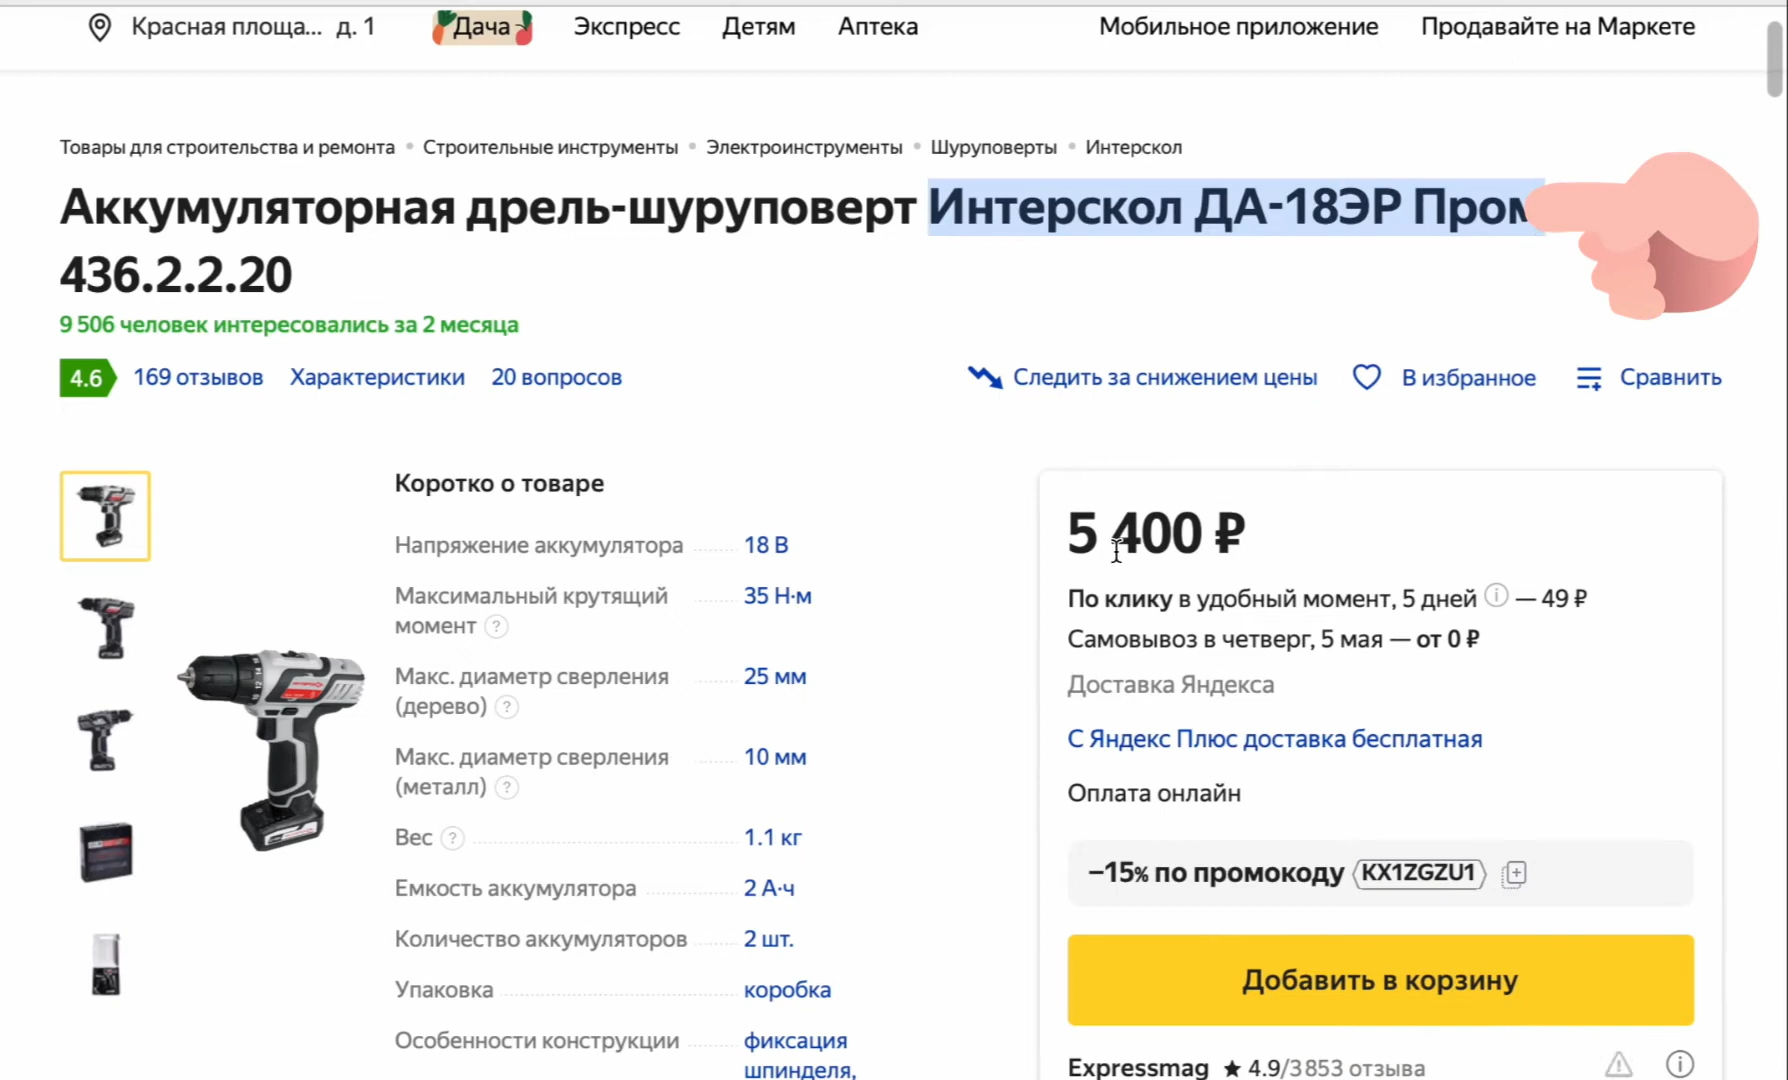 Красная площа... д. 1
Дача
Экспресс
Детям
Аптека
Мобильное приложение
Продавайте на Маркете
Товары для строительства и ремонта • Строительные инструменты • Электроинструменты • Шуруповерты • Интерскол
Аккумуляторная дрель-шуруповерт Интерскол ДА-18ЭР Пром
436.2.2.20
9 506 человек интересовались за 2 месяца
4.6 169 отзывов Характеристики 20 вопросов
Следить за снижением цены
В избранное
Сравнить
Коротко о товаре
Напряжение аккумулятора 18 В
Максимальный крутящий 35 Н·м
момент ?
Макс. диаметр сверления 25 мм
(дерево) ?
Макс. диаметр сверления 10 мм
(металл) ?
Вес ? 1.1 кг
Емкость аккумулятора 2 А·ч
Количество аккумуляторов 2 шт.
Упаковка коробка
Особенности конструкции фиксация
шпинделя,
5 400 ₽
По клику в удобный момент, 5 дней — 49 ₽
Самовывоз в четверг, 5 мая — от 0 ₽
Доставка Яндекса
С Яндекс Плюс доставка бесплатная
Оплата онлайн
−15% по промокоду KX1ZGZU1
Добавить в корзину
Expressmag ★ 4.9/3853 отзыва